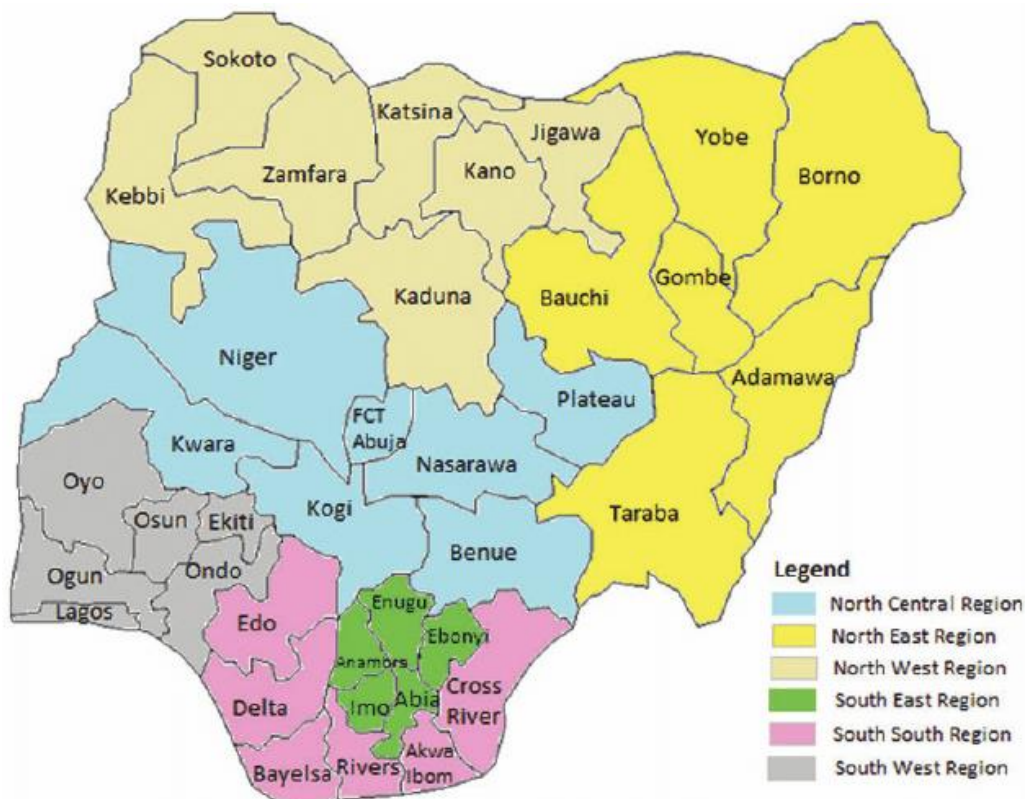 Sokoto
Katsina
Jigawa
Yobe
Kano
Zamfara
Borno
Kebbi
Gombe
Kaduna
Bauchi
Niger
Adamawa
Plateau
FCT
Abuja
Kwara
Nasarawa
Oyo
Kogi
Taraba
Osun
Ekiti
Benue
Ondo
Ogun
Lagos
Enugu
Edo
Ebonyi
Anamors
Cross
River
Abia
Delta
Imo
Akwa
Ibom
Rivers
Bayelsa
Legend
North Central Region
North East Region
North West Region
South East Region
South South Region
South West Region